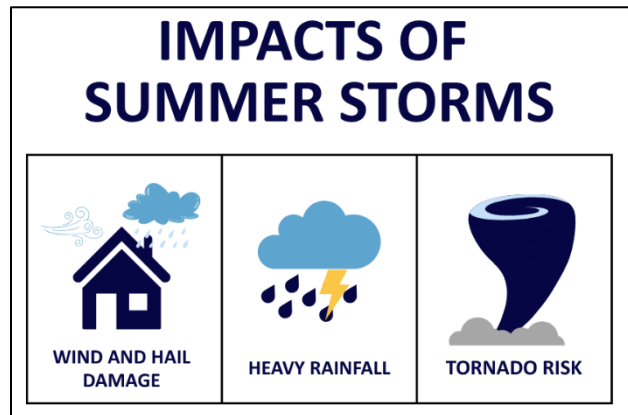 IMPACTS OF
SUMMER STORMS
WIND AND HAIL
DAMAGE
HEAVY RAINFALL
TORNADO RISK